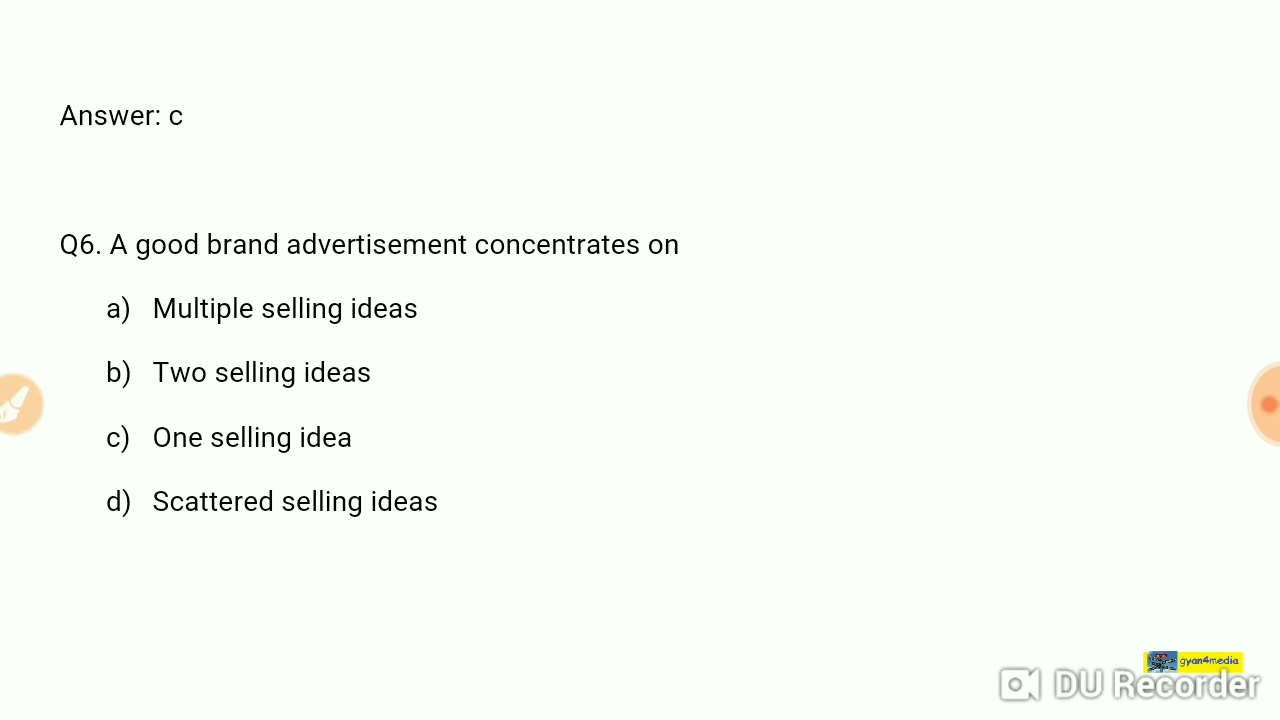 Answer: c
Q6. A good brand advertisement concentrates on
a) Multiple selling ideas
b) Two selling ideas
c) One selling idea
d) Scattered selling ideas
gyan4media
DU Recorder